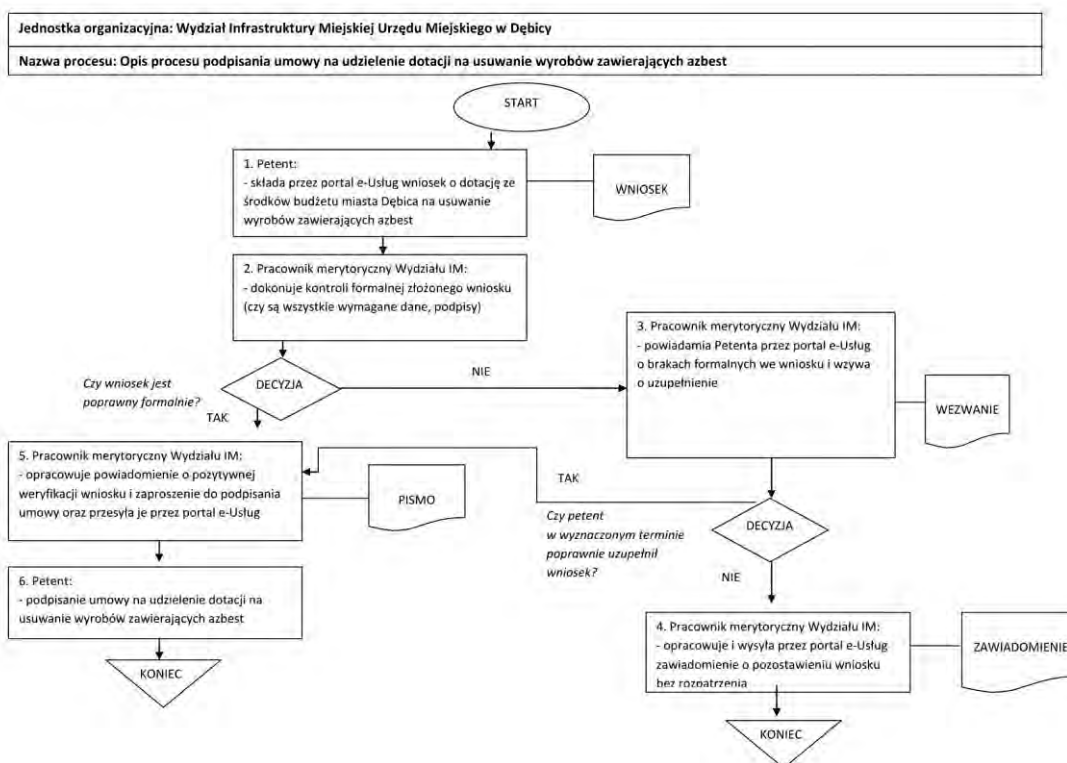 Jednostka organizacyjna: Wydział Infrastruktury Miejskiej Urzędu Miejskiego w Dębicy
Nazwa procesu: Opis procesu podpisania umowy na udzielenie dotacji na usuwanie wyrobów zawierających azbest
START
1. Petent:
- składa przez portal e-Usług wniosek o dotację ze
środków budżetu miasta Dębica na usuwanie
wyrobów zawierających azbest
WNIOSEK
2. Pracownik merytoryczny Wydziału IM:
- dokonuje kontroli formalnej złożonego wniosku
(czy są wszystkie wymagane dane, podpisy)
3. Pracownik merytoryczny Wydziału IM:
- powiadamia Petenta przez portal e-Usług
o brakach formalnych we wniosku i wzywa
o uzupełnienie
WEZWANIE
Czy wniosek jest
poprawny formalnie?
DECYZJA
NIE
TAK
5. Pracownik merytoryczny Wydziału IM:
- opracowuje powiadomienie o pozytywnej
weryfikacji wniosku i zaproszenie do podpisania
umowy oraz przesyła je przez portal e-Usług
PISMO
TAK
Czy petent
w wyznaczonym terminie
poprawnie uzupełnił
wniosek?
DECYZJA
NIE
6. Petent:
- podpisanie umowy na udzielenie dotacji na
usuwanie wyrobów zawierających azbest
KONIEC
4. Pracownik merytoryczny Wydziału IM:
- opracowuje i wysyła przez portal e-Usług
zawiadomienie o pozostawieniu wniosku
bez rozpatrzenia
ZAWIADOMIENIE
KONIEC